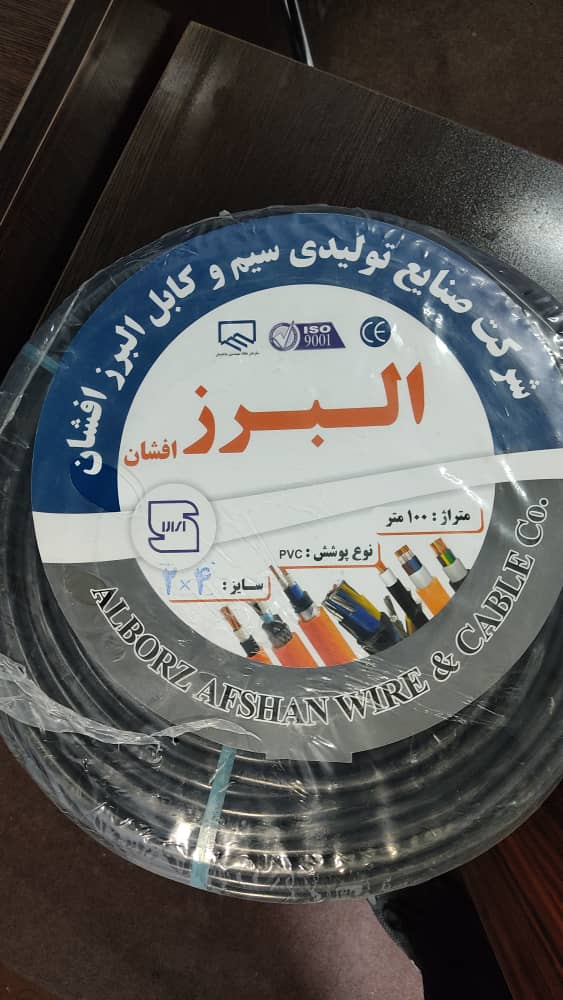 شرکت صنایع تولیدی سیم و کابل البرز افشان
ISO
9001
CE
البرز
افشان
متراژ : ۱۰۰ متر
نوع پوشش : PVC
سایز : ۲×۴
ALBORZ AFSHAN WIRE & CABLE Co.